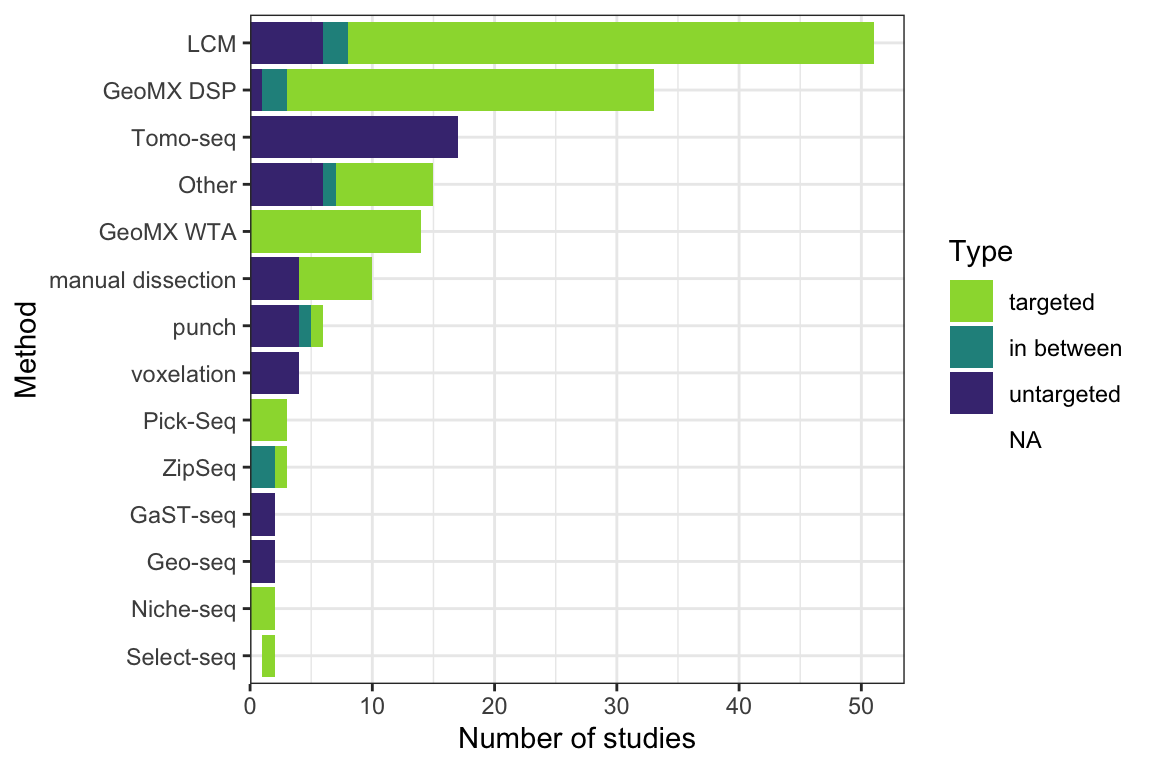 LCM
GeoMX DSP
Tomo-seq
Other
GeoMX WTA
manual dissection
punch
voxelation
Pick-Seq
ZipSeq
GaST-seq
Geo-seq
Niche-seq
Select-seq
Method
0 10 20 30 40 50
Number of studies
Type
targeted
in between
untargeted
NA